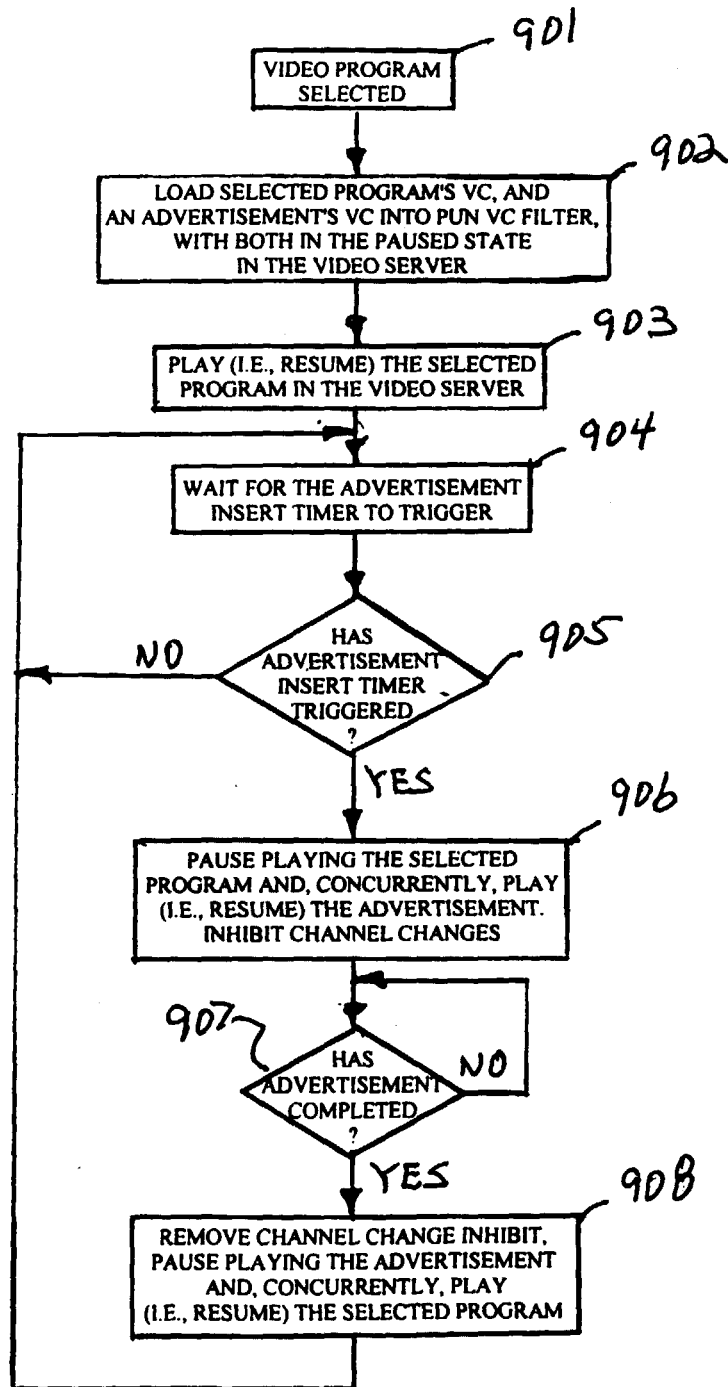 901
VIDEO PROGRAM
SELECTED
902
LOAD SELECTED PROGRAM'S VC, AND
AN ADVERTISEMENT'S VC INTO PUN VC FILTER,
WITH BOTH IN THE PAUSED STATE
IN THE VIDEO SERVER
903
PLAY (I.E., RESUME) THE SELECTED
PROGRAM IN THE VIDEO SERVER
904
WAIT FOR THE ADVERTISEMENT
INSERT TIMER TO TRIGGER
905
HAS
ADVERTISEMENT
INSERT TIMER
TRIGGERED
?
NO
YES
906
PAUSE PLAYING THE SELECTED
PROGRAM AND, CONCURRENTLY, PLAY
(I.E., RESUME) THE ADVERTISEMENT.
INHIBIT CHANNEL CHANGES
907
HAS
ADVERTISEMENT
COMPLETED
?
NO
YES
908
REMOVE CHANNEL CHANGE INHIBIT,
PAUSE PLAYING THE ADVERTISEMENT
AND, CONCURRENTLY, PLAY
(I.E., RESUME) THE SELECTED PROGRAM